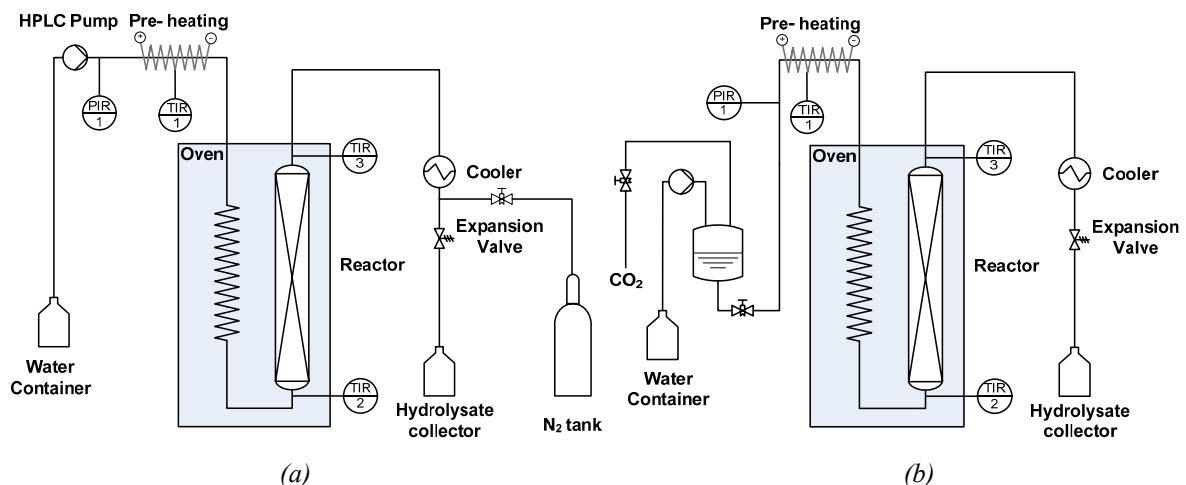 HPLC Pump
Pre- heating
+
-
PIR
1
TIR
1
Oven
TIR
3
Cooler
Expansion
Valve
Reactor
Water
Container
TIR
2
Hydrolysate
collector
N₂ tank
(a)
Pre- heating
+
-
PIR
1
TIR
1
Oven
TIR
3
Cooler
Expansion
Valve
CO₂
Reactor
Water
Container
TIR
2
Hydrolysate
collector
(b)